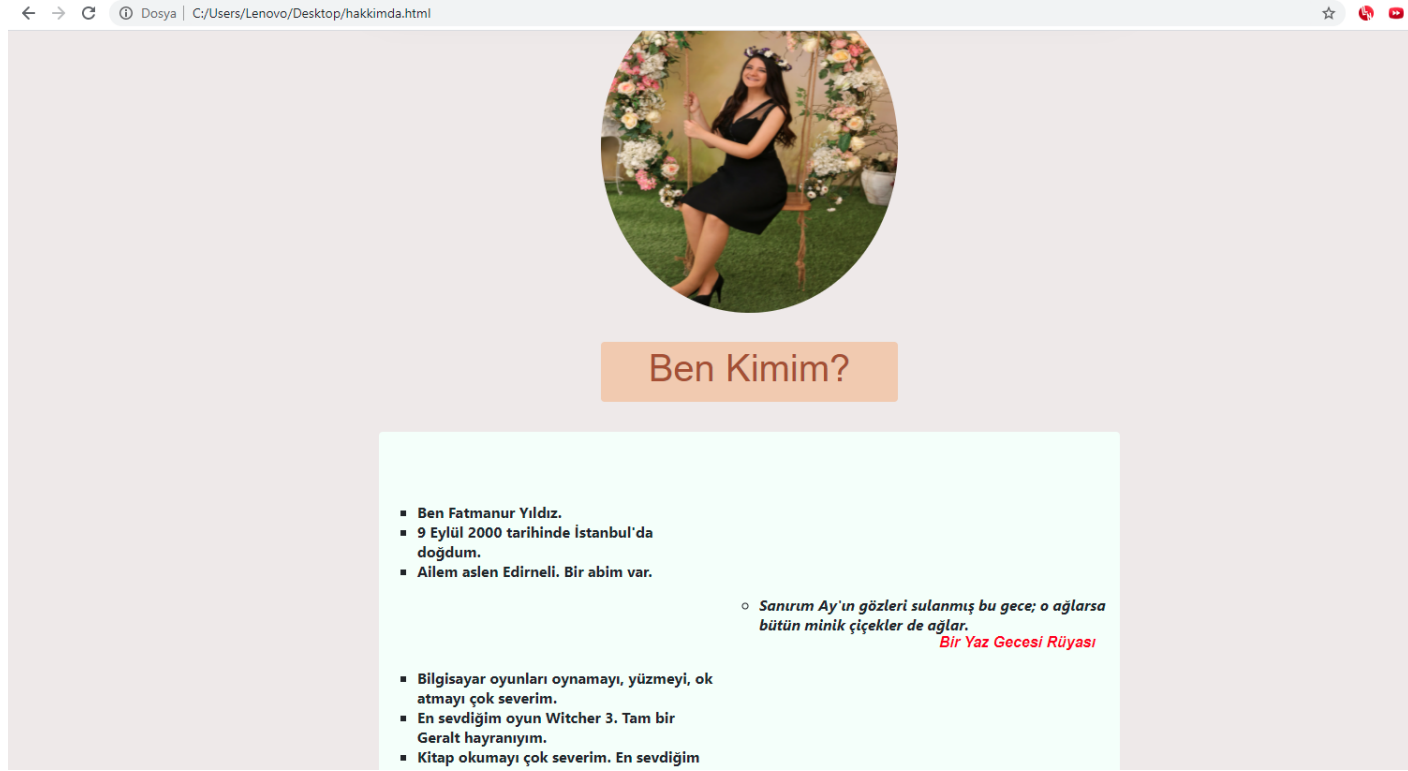 Dosya C:/Users/Lenovo/Desktop/hakkimda.html
Ben Kimim?
Ben Fatmanur Yıldız.
9 Eylül 2000 tarihinde İstanbul'da
doğdum.
Ailem aslen Edirneli. Bir abim var.
Sanırım Ay'ın gözleri sulanmış bu gece; o ağlarsa
bütün minik çiçekler de ağlar.
Bir Yaz Gecesi Rüyası
Bilgisayar oyunları oynamayı, yüzmeyi, ok
atmayı çok severim.
En sevdiğim oyun Witcher 3. Tam bir
Geralt hayranıyım.
Kitap okumayı çok severim. En sevdiğim